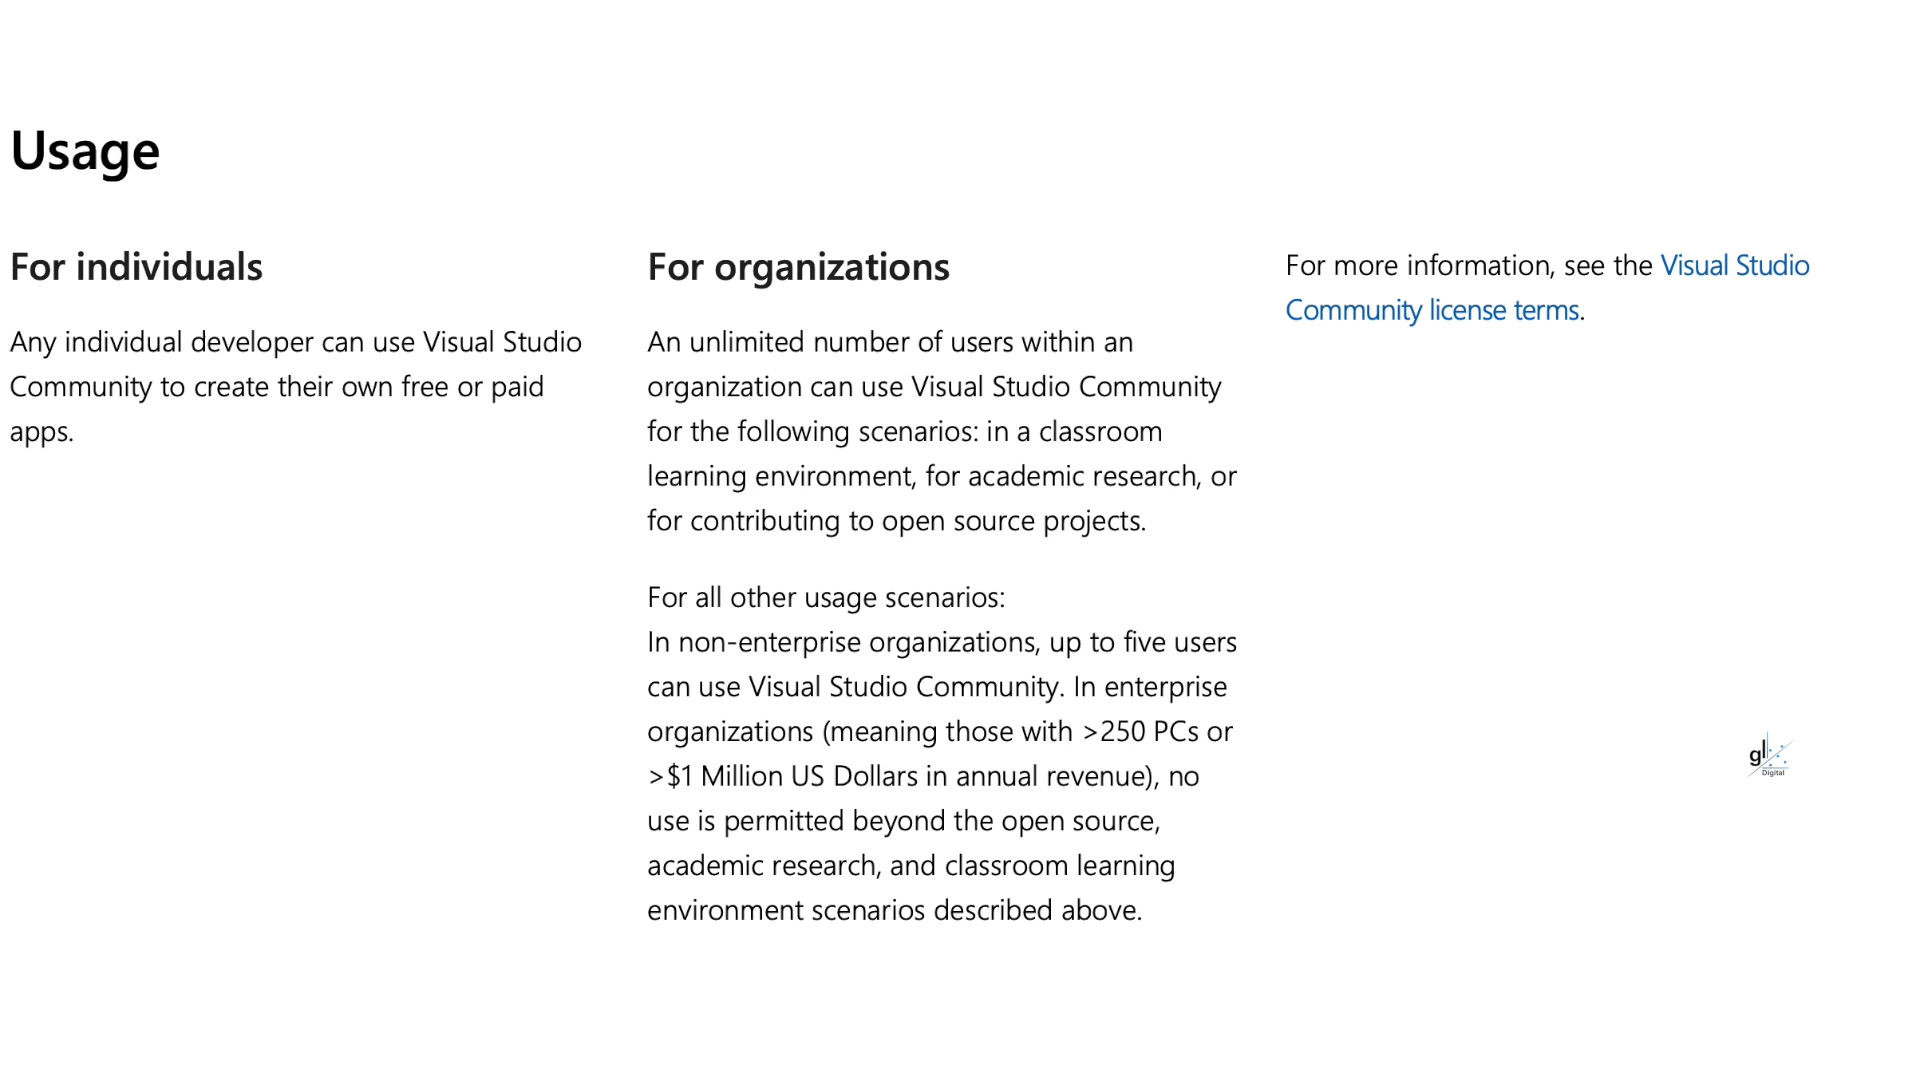 Usage
For individuals
Any individual developer can use Visual Studio
Community to create their own free or paid
apps.
For organizations
An unlimited number of users within an
organization can use Visual Studio Community
for the following scenarios: in a classroom
learning environment, for academic research, or
for contributing to open source projects.
For all other usage scenarios:
In non-enterprise organizations, up to five users
can use Visual Studio Community. In enterprise
organizations (meaning those with >250 PCs or
>$1 Million US Dollars in annual revenue), no
use is permitted beyond the open source,
academic research, and classroom learning
environment scenarios described above.
For more information, see the Visual Studio
Community license terms.
gl
Digital